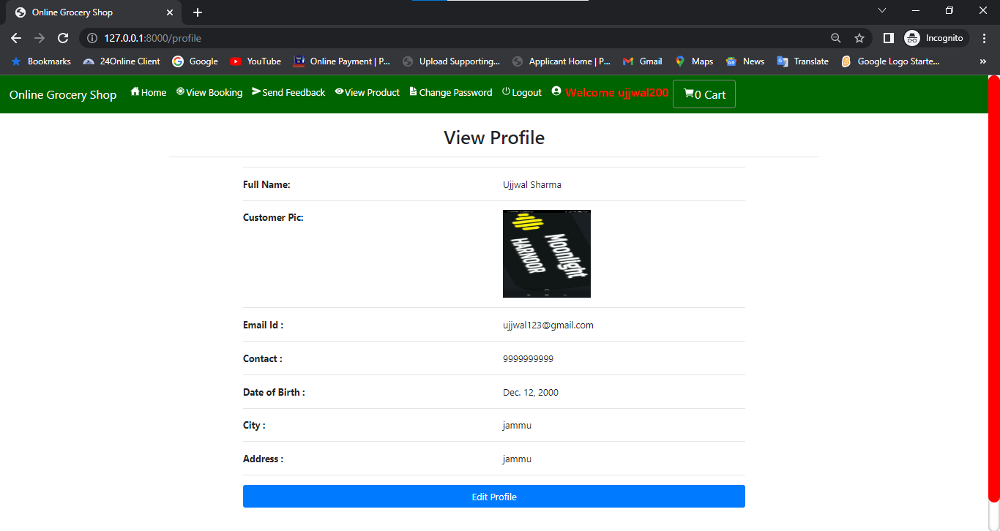 Online Grocery Shop
127.0.0.1:8000/profile
Incognito
Bookmarks 24Online Client Google YouTube Online Payment | P... Upload Supporting... Applicant Home | P... Gmail Maps News Translate Google Logo Starte... »
Online Grocery Shop Home View Booking Send Feedback View Product Change Password Logout Welcome ujjwal200 0 Cart
View Profile
Full Name: Ujjwal Sharma
Customer Pic:
Moonlight
HARNOOR
Email Id : ujjwal123@gmail.com
Contact : 9999999999
Date of Birth : Dec. 12, 2000
City : jammu
Address : jammu
Edit Profile